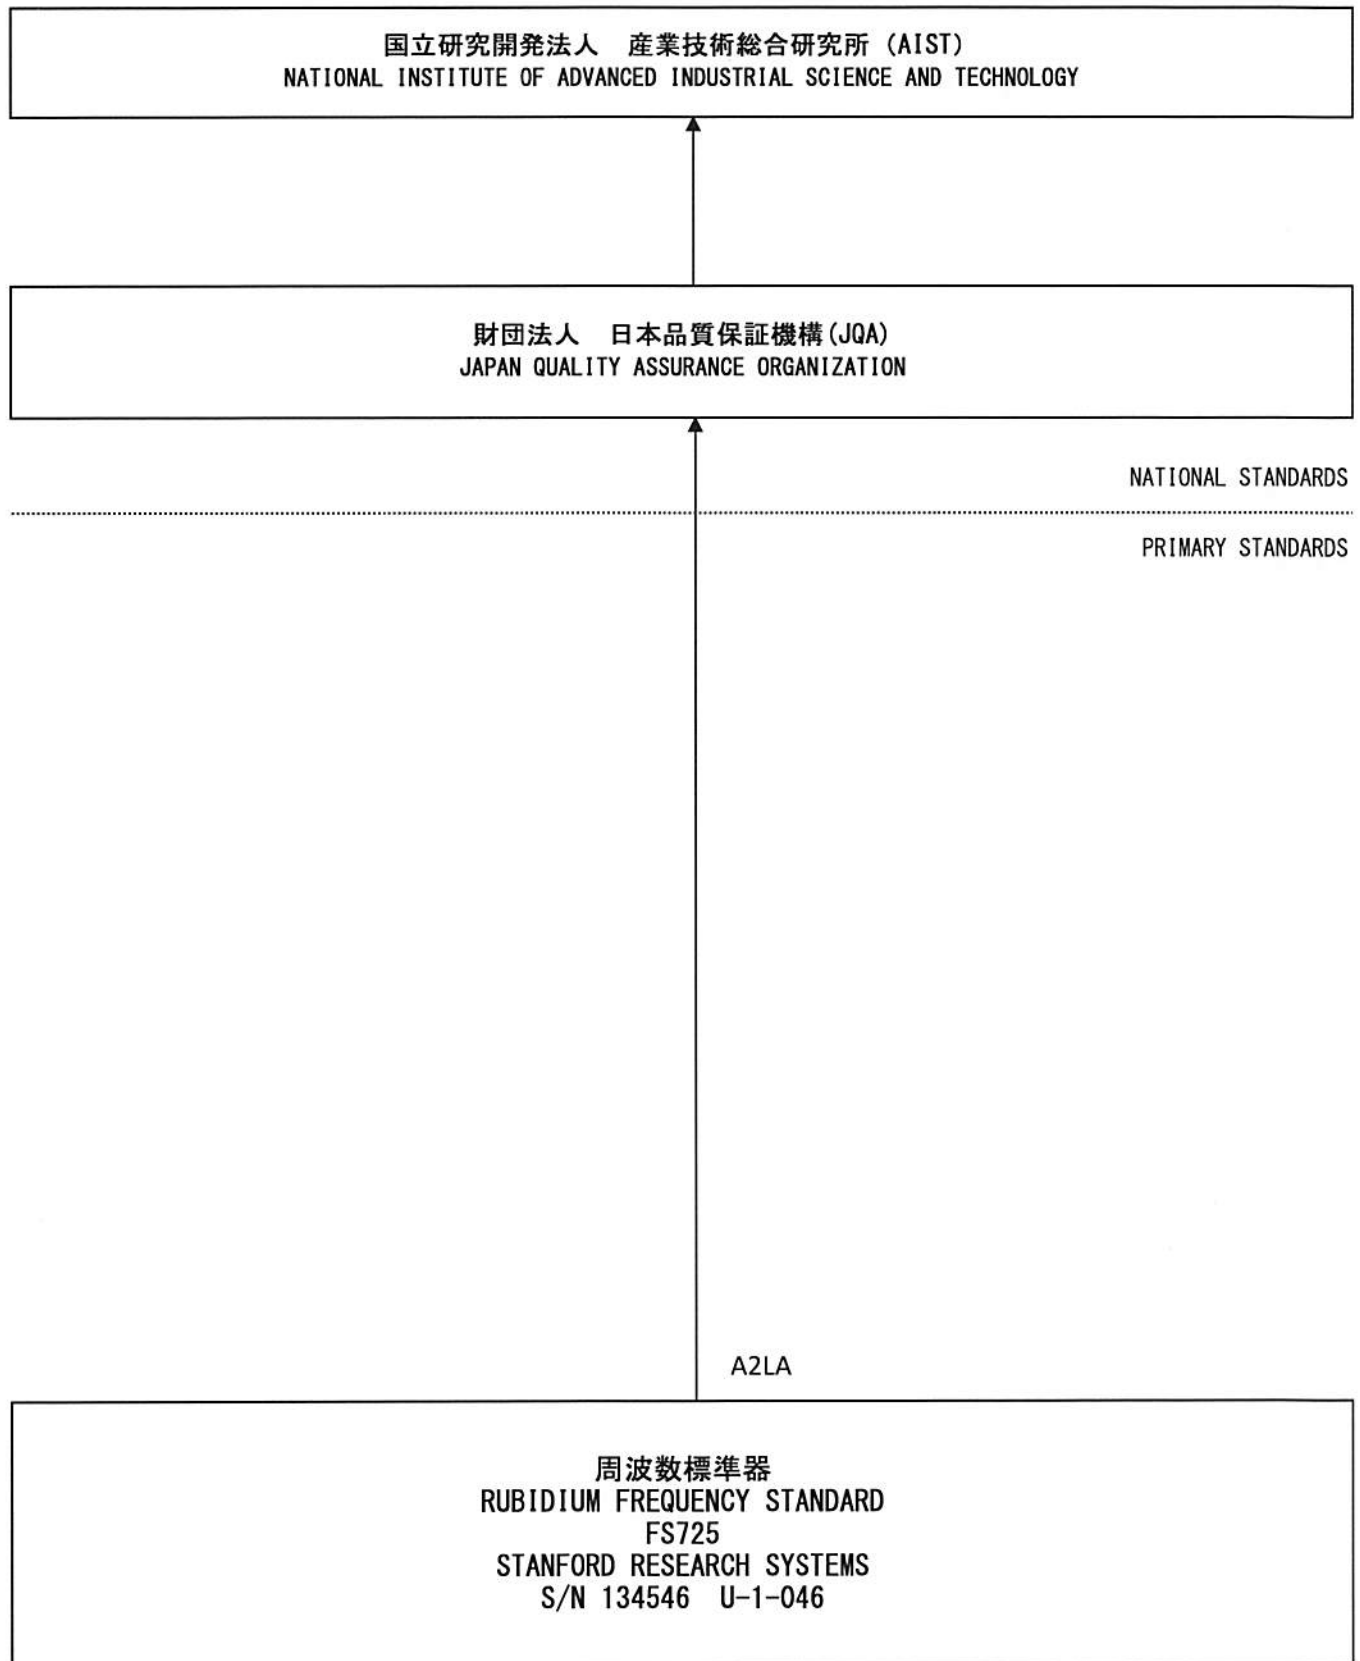 国立研究開発法人　産業技術総合研究所 (AIST)
NATIONAL INSTITUTE OF ADVANCED INDUSTRIAL SCIENCE AND TECHNOLOGY
財団法人　日本品質保証機構(JQA)
JAPAN QUALITY ASSURANCE ORGANIZATION
NATIONAL STANDARDS
PRIMARY STANDARDS
A2LA
周波数標準器
RUBIDIUM FREQUENCY STANDARD
FS725
STANFORD RESEARCH SYSTEMS
S/N 134546 U-1-046